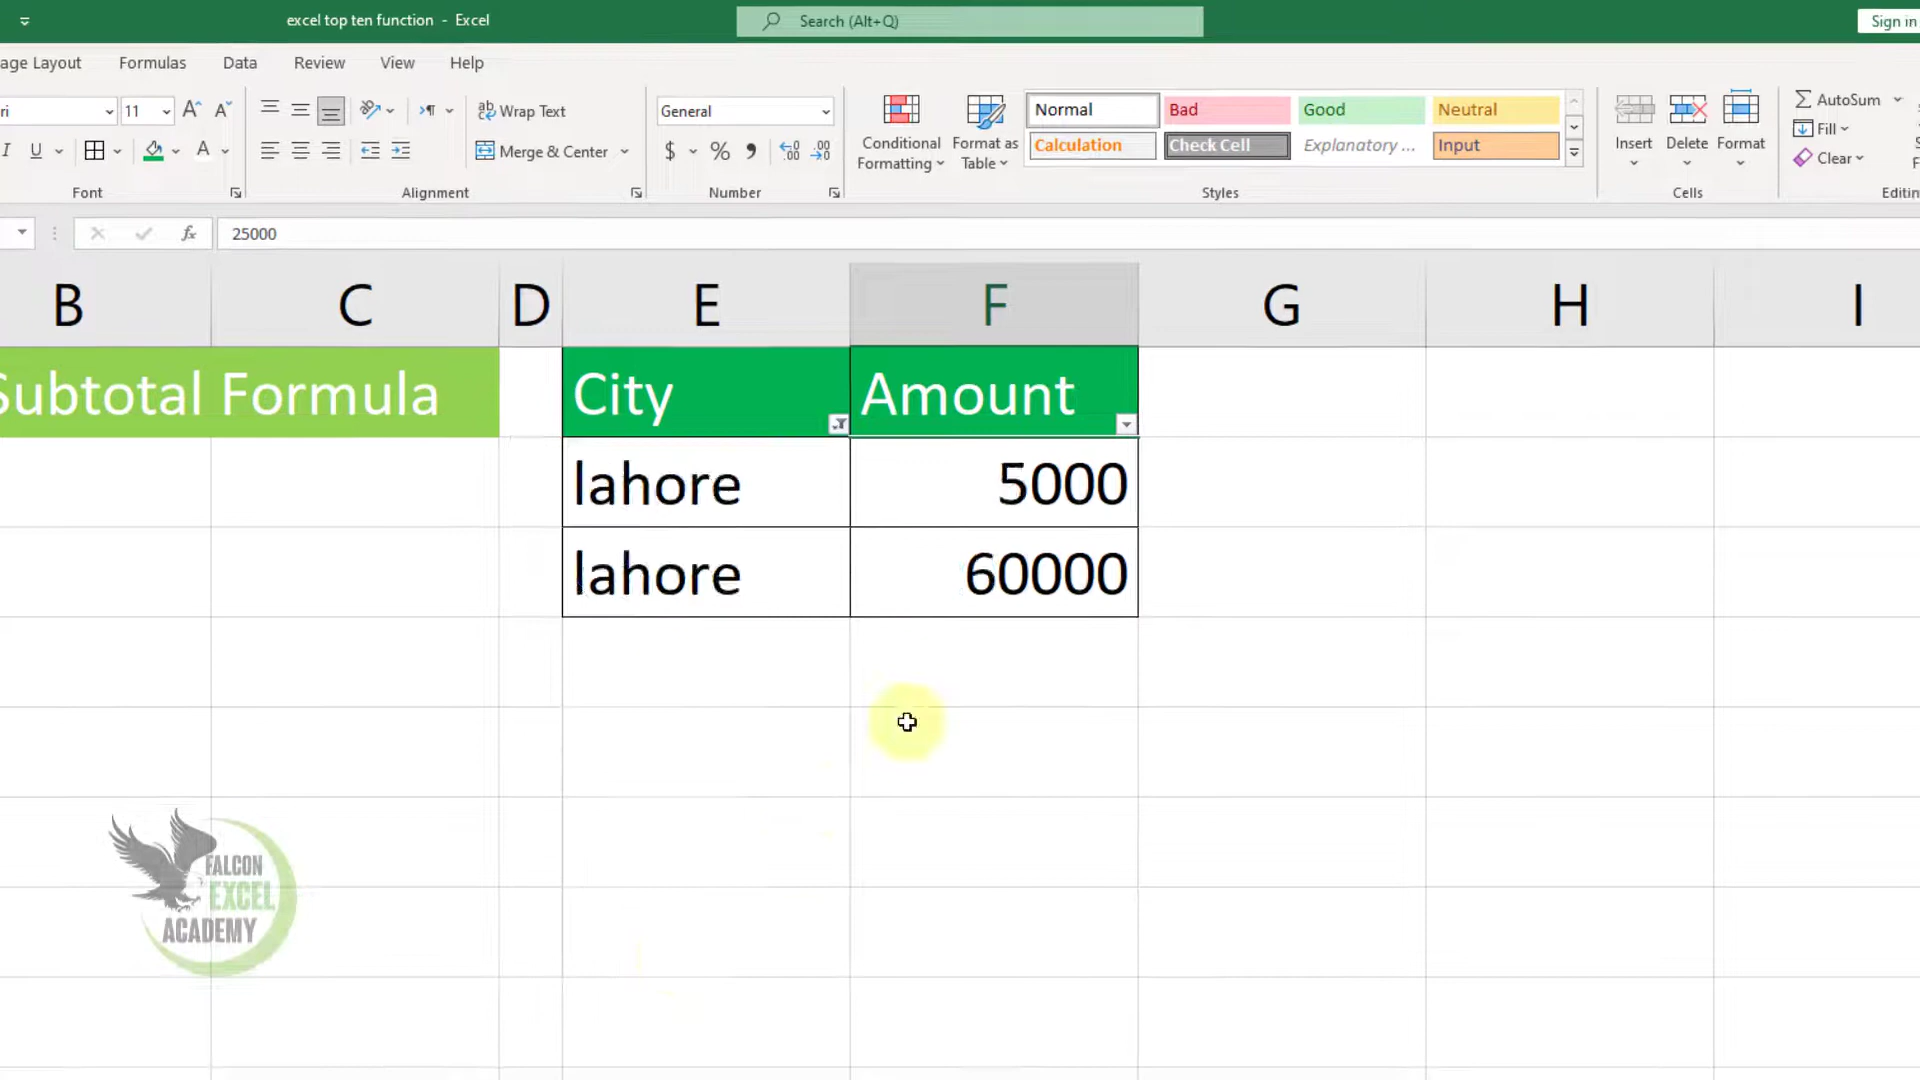 excel top ten function - Excel
Search (Alt+Q)
Sign in
age Layout Formulas Data Review View Help
ri 11 A^ A
Wrap Text
General
Conditional Formatting
Format as Table
Normal Bad Good Neutral
Calculation Check Cell Explanatory ... Input
Insert Delete Format
AutoSum
Fill
Clear
I U A
Merge & Center
$ % ,
Font Alignment Number Styles Cells Editin
fx 25000
B C D E F G H I
Subtotal Formula City Amount
lahore 5000
lahore 60000
FALCON
EXCEL
ACADEMY